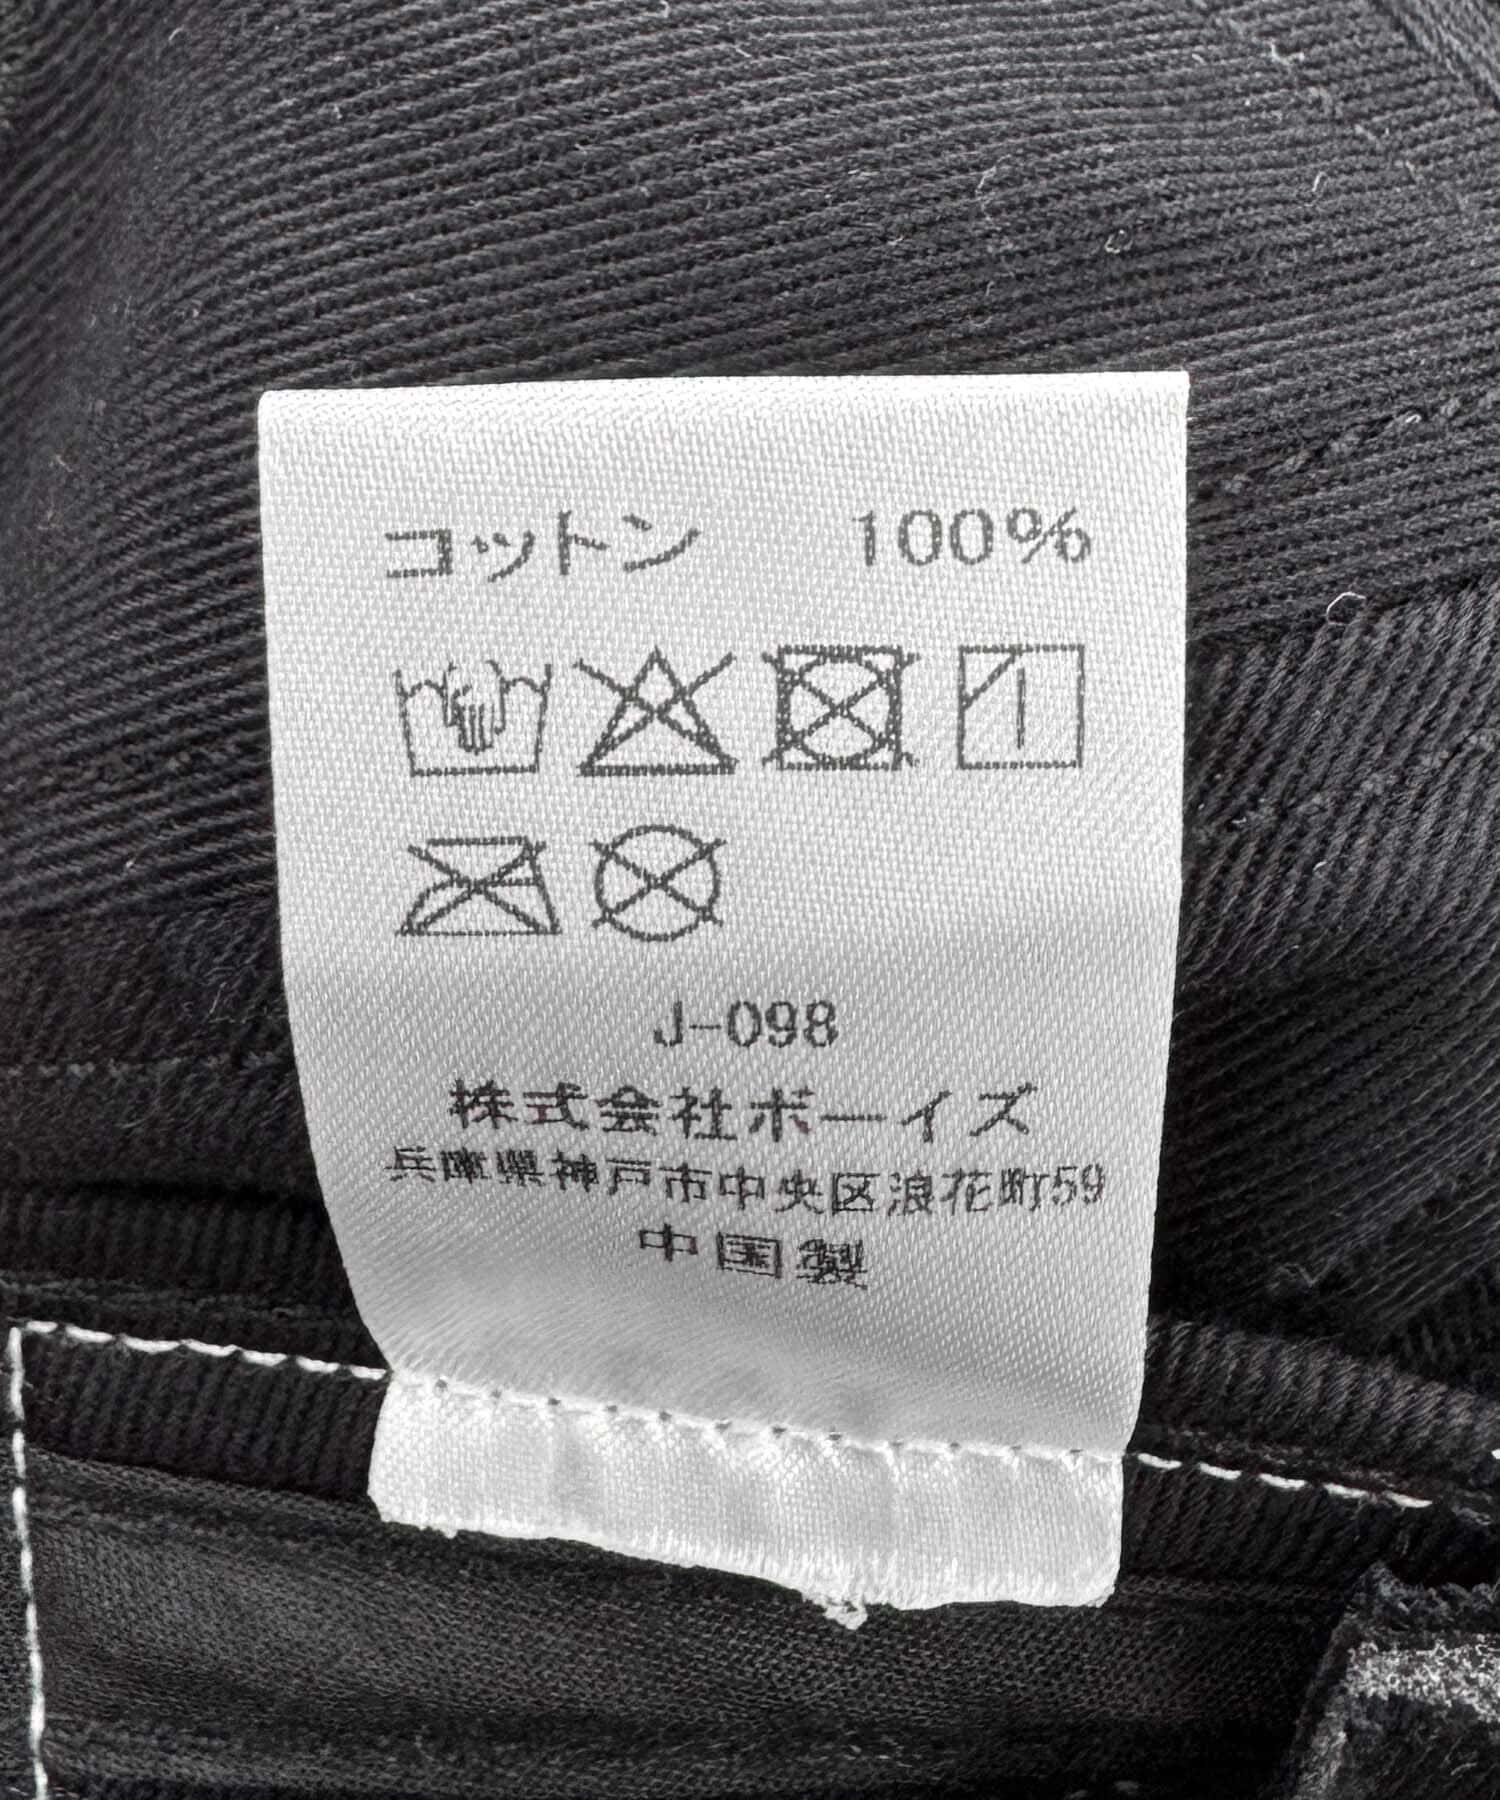 コットン 100%
J-098
株式会社ボーイズ
兵庫県神戸市中央区浪花町59
中国製